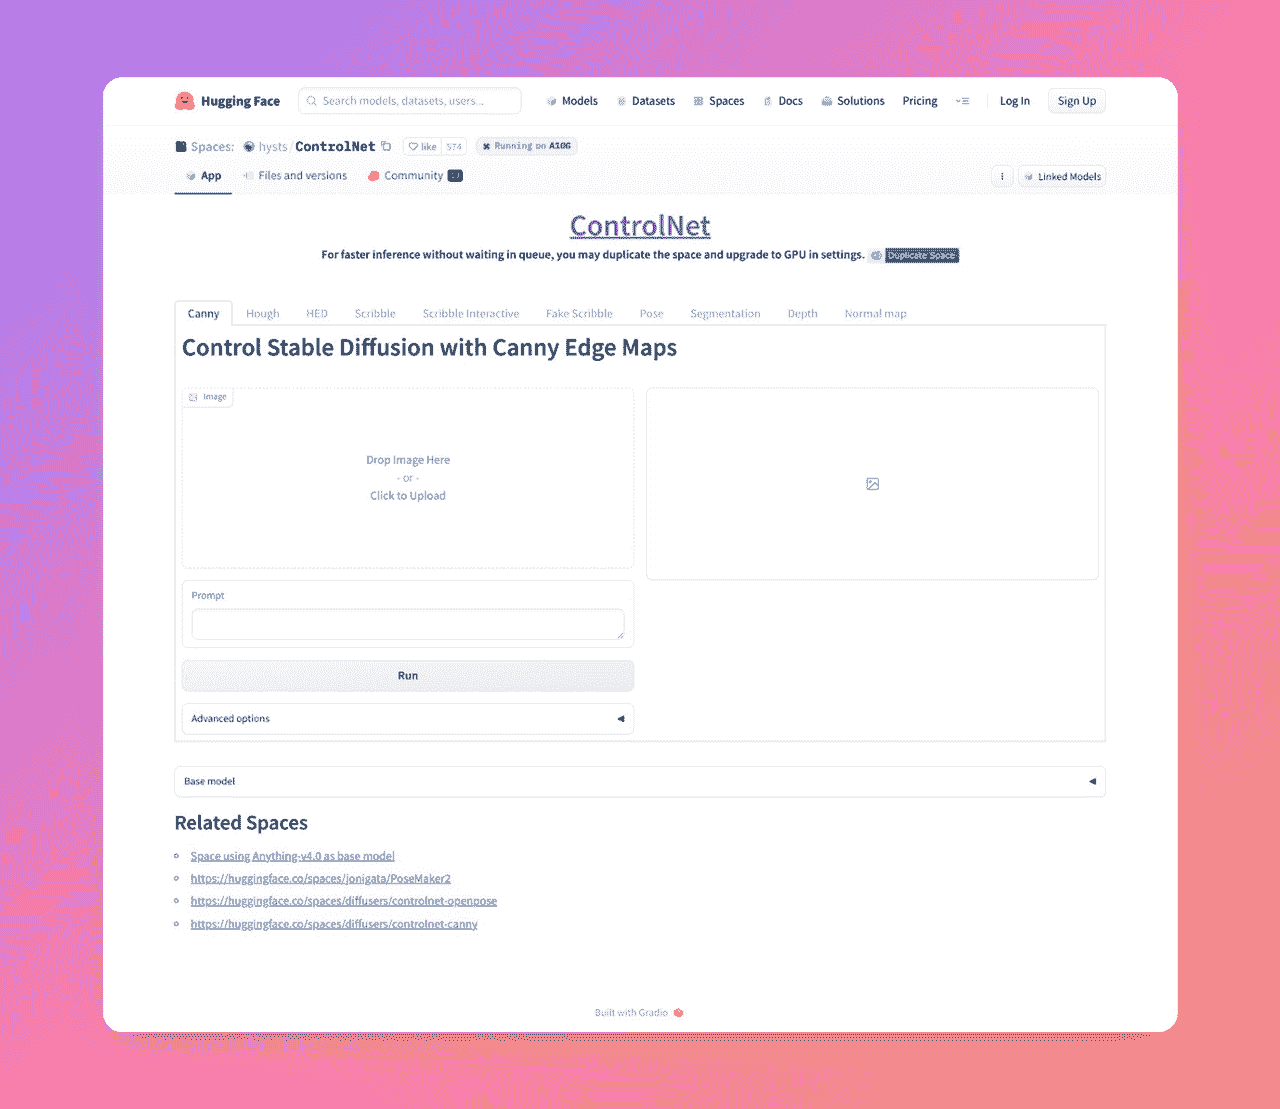 Hugging Face Search models, datasets, users... Models Datasets Spaces Docs Solutions Pricing Log In Sign Up
Spaces: hysts/ControlNet like 574 Running on A10G
App Files and versions Community Linked Models
ControlNet
For faster inference without waiting in queue, you may duplicate the space and upgrade to GPU in settings. Duplicate Space
Canny Hough HED Scribble Scribble Interactive Fake Scribble Pose Segmentation Depth Normal map
Control Stable Diffusion with Canny Edge Maps
Image
Drop Image Here
- or -
Click to Upload
Prompt
Run
Advanced options
Base model
Related Spaces
Space using Anything-v4.0 as base model
https://huggingface.co/spaces/jonigata/PoseMaker2
https://huggingface.co/spaces/diffusers/controlnet-openpose
https://huggingface.co/spaces/diffusers/controlnet-canny
Built with Gradio